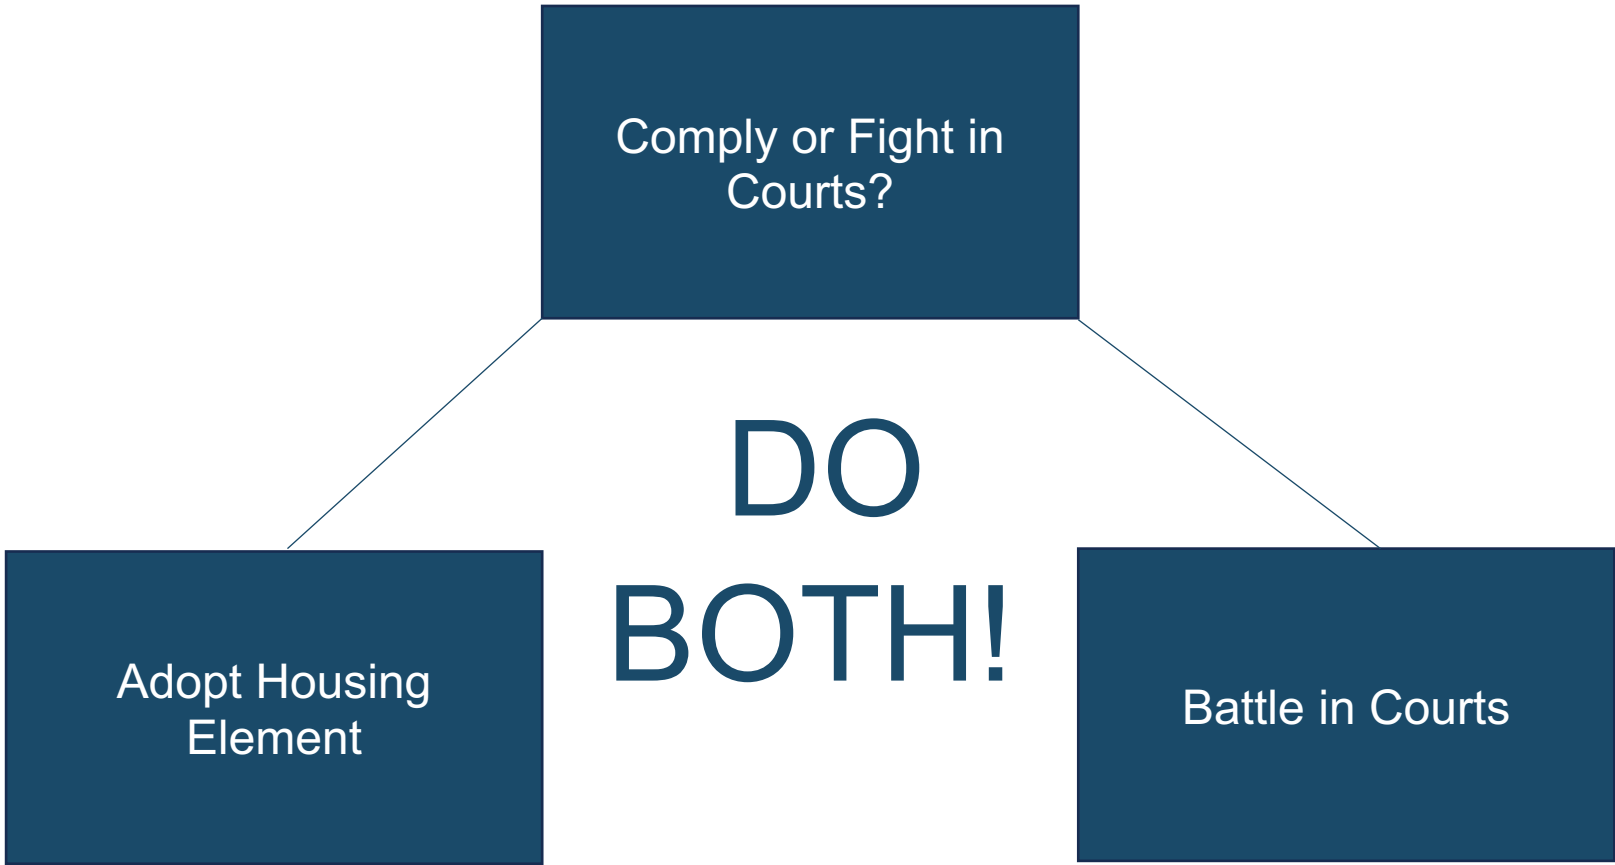 Comply or Fight in
Courts?
DO
BOTH!
Adopt Housing
Element
Battle in Courts